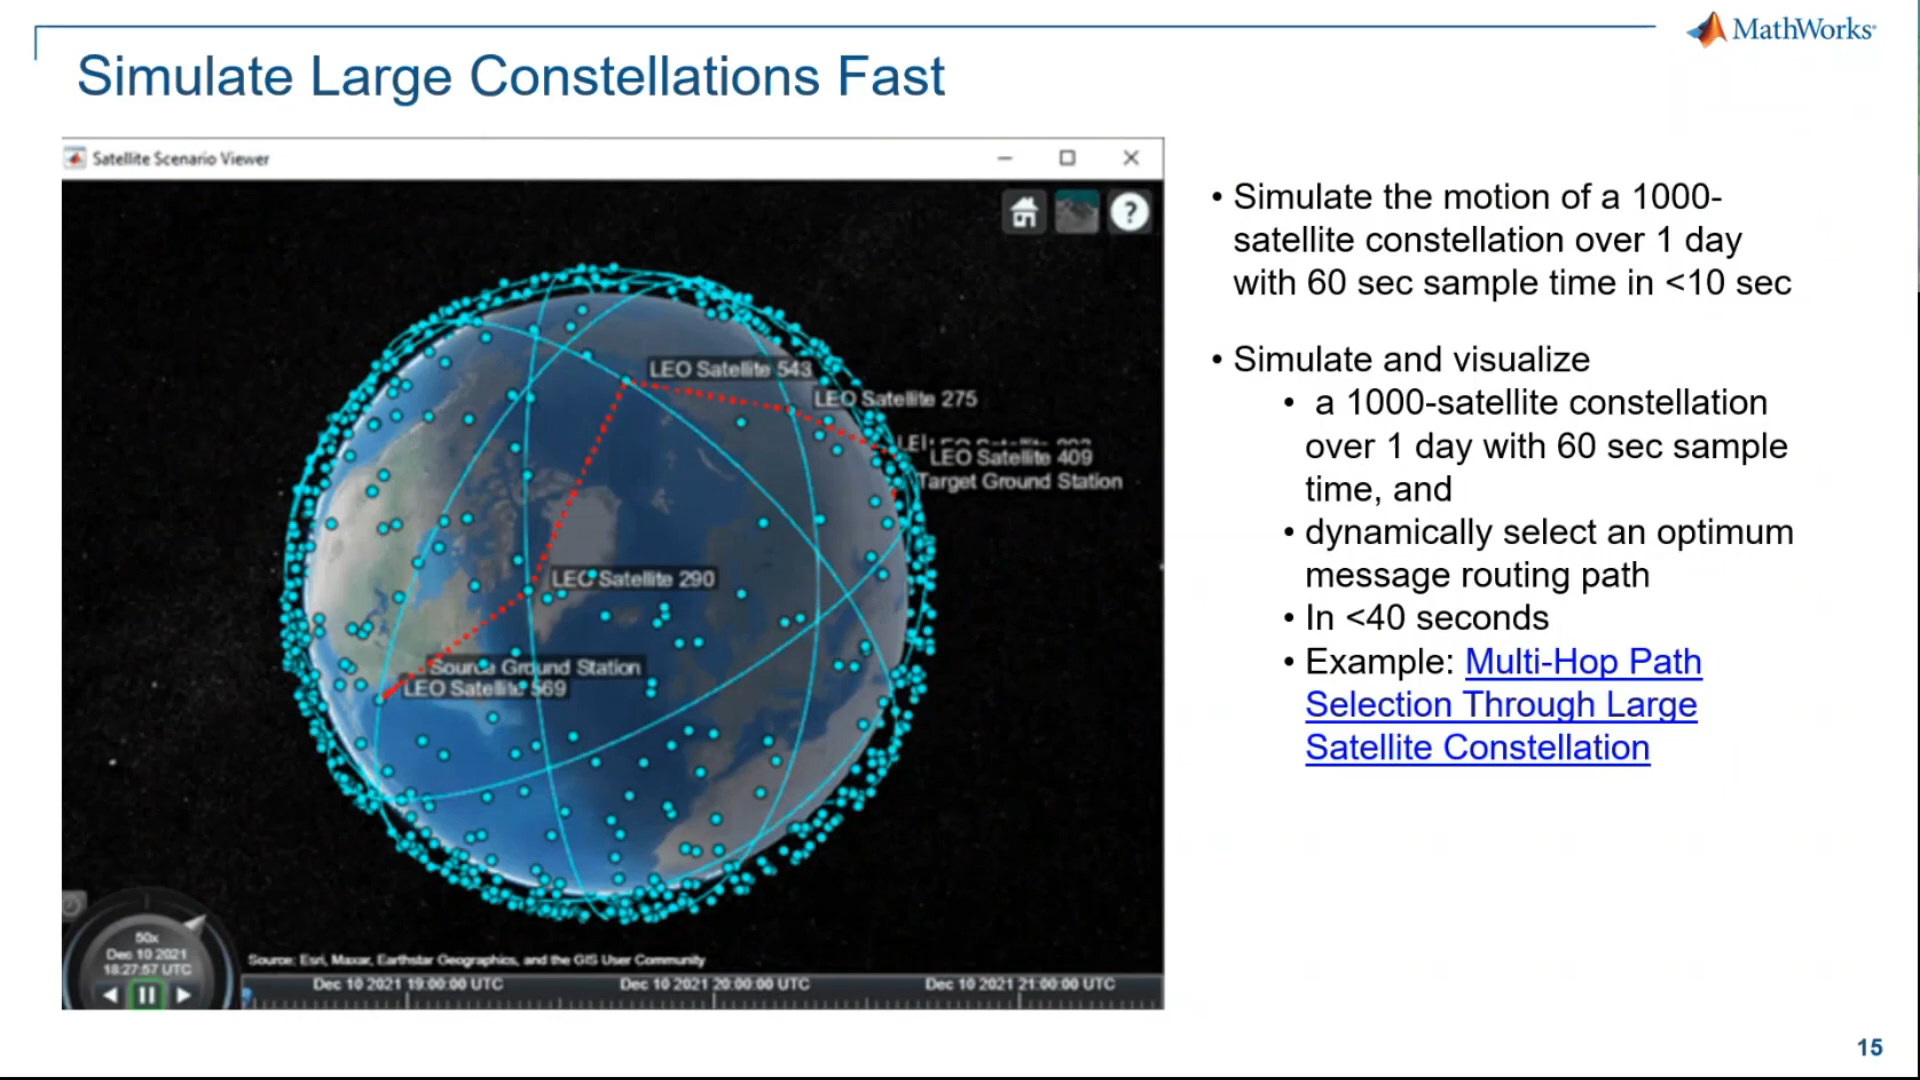 MathWorks®
Simulate Large Constellations Fast
Satellite Scenario Viewer
?
LEO Satellite 543
LEO Satellite 275
LEO Satellite 409
Target Ground Station
LEO Satellite 290
Source Ground Station
LEO Satellite 569
50x
Dec 10 2021
18:27:57 UTC
Source: Esri, Maxar, Earthstar Geographics, and the GIS User Community
Dec 10 2021 19:00:00 UTC
Dec 10 2021 20:00:00 UTC
Dec 10 2021 21:00:00 UTC
• Simulate the motion of a 1000-
satellite constellation over 1 day
with 60 sec sample time in <10 sec
• Simulate and visualize
• a 1000-satellite constellation
over 1 day with 60 sec sample
time, and
• dynamically select an optimum
message routing path
• In <40 seconds
• Example: Multi-Hop Path
Selection Through Large
Satellite Constellation
15